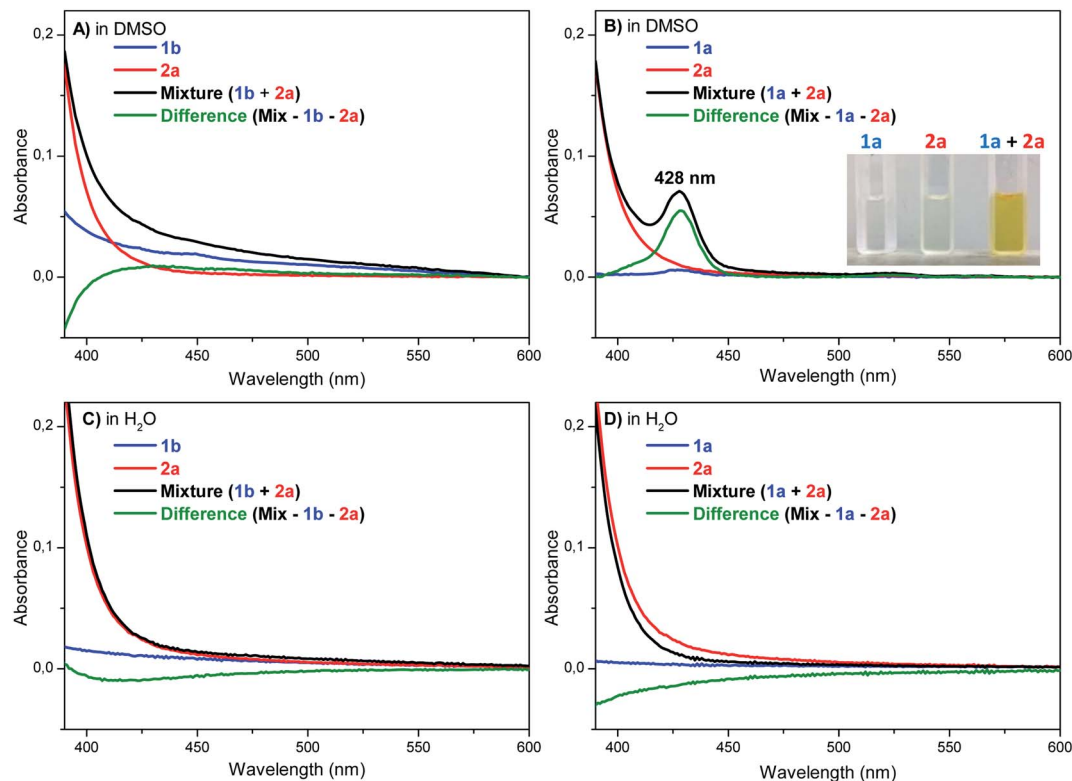 A) in DMSO
1b
2a
Mixture (1b + 2a)
Difference (Mix - 1b - 2a)
0,2
0,1
0,0
Absorbance
400 450 500 550 600
Wavelength (nm)
B) in DMSO
1a
2a
Mixture (1a + 2a)
Difference (Mix - 1a - 2a)
1a 2a 1a + 2a
428 nm
0,2
0,1
0,0
Absorbance
400 450 500 550 600
Wavelength (nm)
C) in H₂O
1b
2a
Mixture (1b + 2a)
Difference (Mix - 1b - 2a)
0,2
0,1
0,0
Absorbance
400 450 500 550 600
Wavelength (nm)
D) in H₂O
1a
2a
Mixture (1a + 2a)
Difference (Mix - 1a - 2a)
0,2
0,1
0,0
Absorbance
400 450 500 550 600
Wavelength (nm)